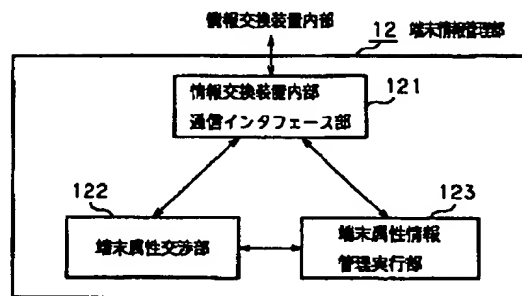 情報交換装置内部
12 端末情報管理部
情報交換装置内部
通信インタフェース部
121
122
端末属性交渉部
123
端末属性情報
管理実行部